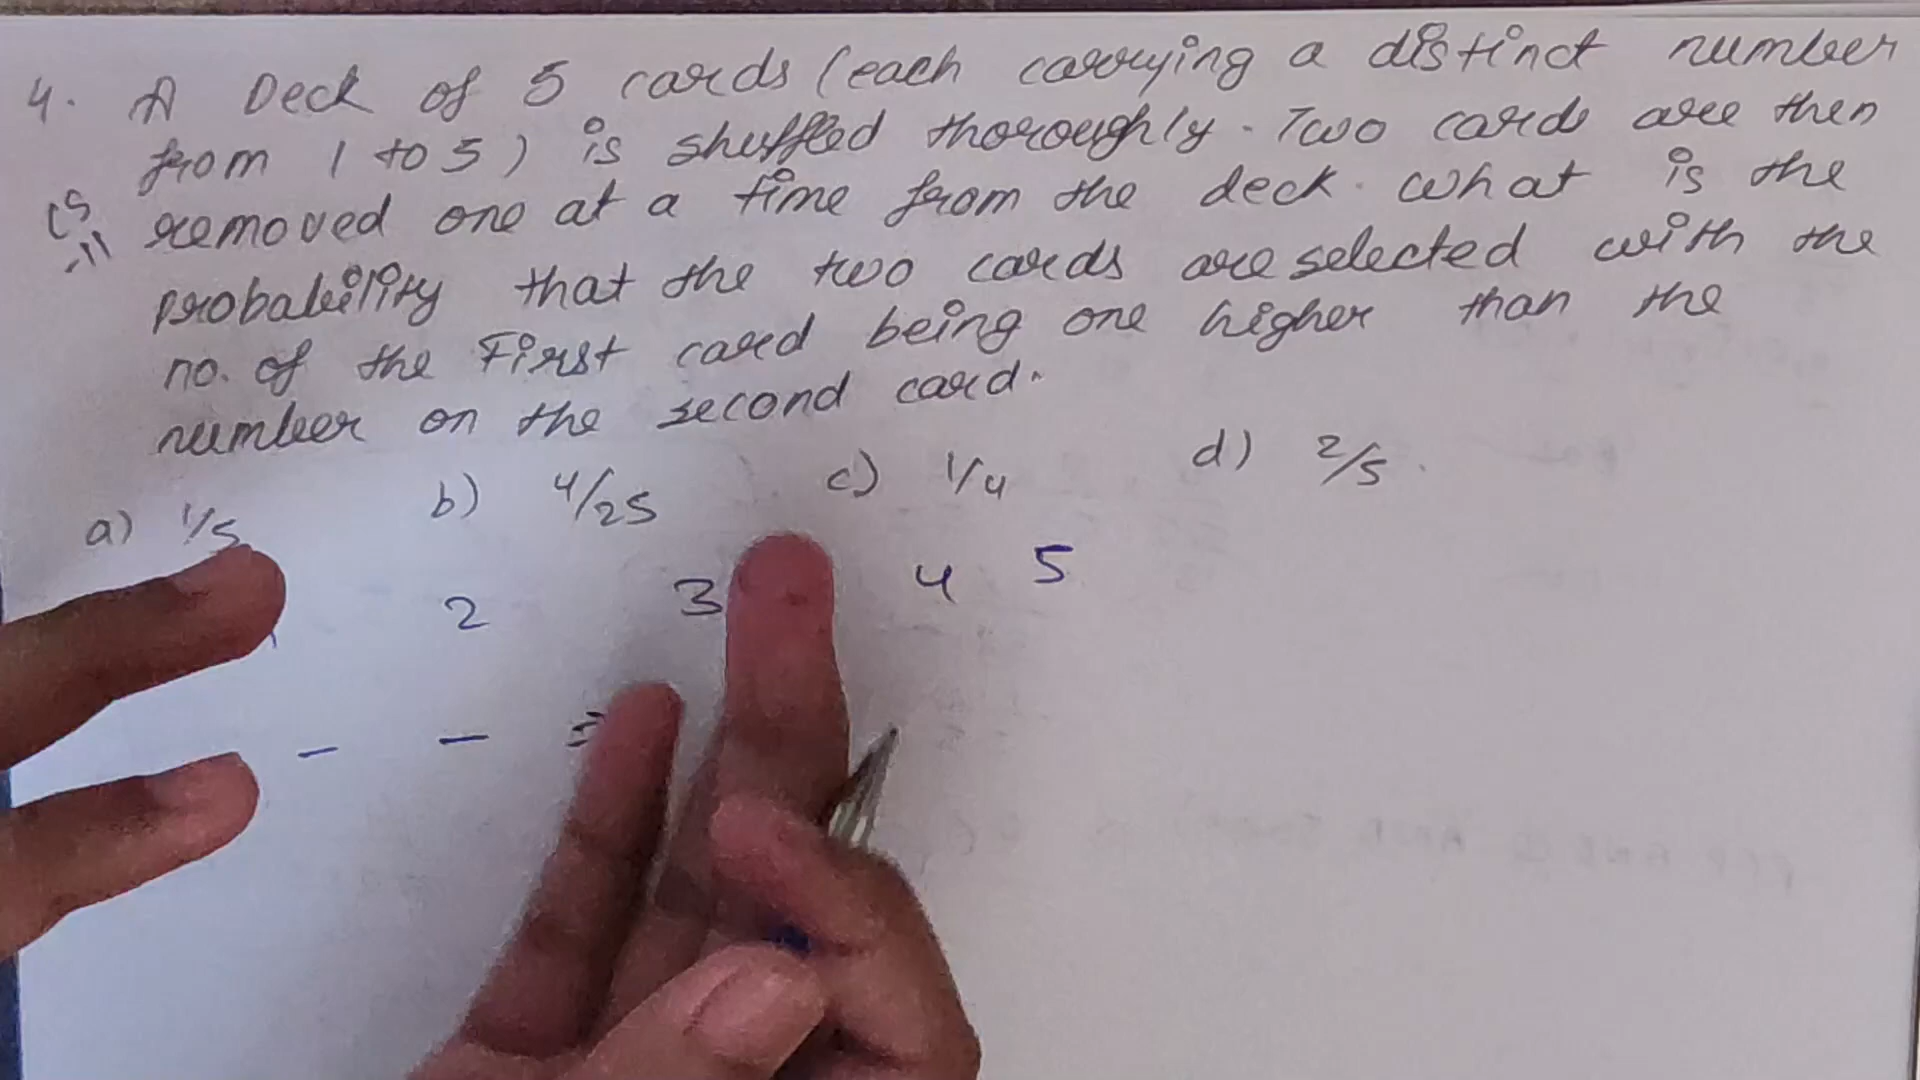 4. A Deck of 5 cards (each carrying a distinct number
from 1 to 5) is shuffled thoroughly. Two cards are then
CS removed one at a time from the deck. what is the
-11 probability that the two cards are selected with the
no. of the First card being one higher than the
number on the second card.
a) 1/5 b) 4/25 c) 1/4 d) 2/5.
2 3 4 5
- - =